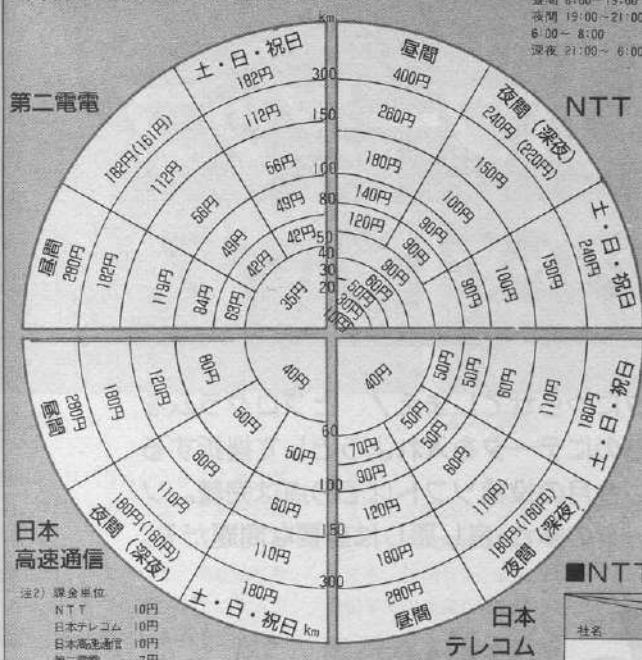 夜間 19:00~21:00
6:00~ 8:00
深夜 21:00~ 6:00
km
第二電電
土・日・祝日
182円
112円
56円
49円
42円
182円(161円)
112円
56円
49円
42円
昼間
280円
182円
119円
84円
63円
35円
300
150
100
80
50
40
30
20
NTT
昼間
400円
260円
180円
140円
120円
夜間(深夜)
240円(220円)
150円
100円
90円
90円
土・日・祝日
240円
150円
100円
90円
90円
60円
50円
30円
10円
日本
高速通信
昼間
280円
180円
120円
80円
40円
夜間(深夜)
180円(160円)
110円
60円
50円
土・日・祝日 km
180円
110円
60円
50円
60
100
150
300
日本
テレコム
土・日・祝日
180円
110円
60円
50円
50円
40円
夜間(深夜)
180円(160円)
110円
60円
50円
50円
昼間
280円
180円
120円
90円
70円
注2) 課金単位
NTT 10円
日本テレコム 10円
日本高速通信 10円
第二電電 7円
■NTT
社名